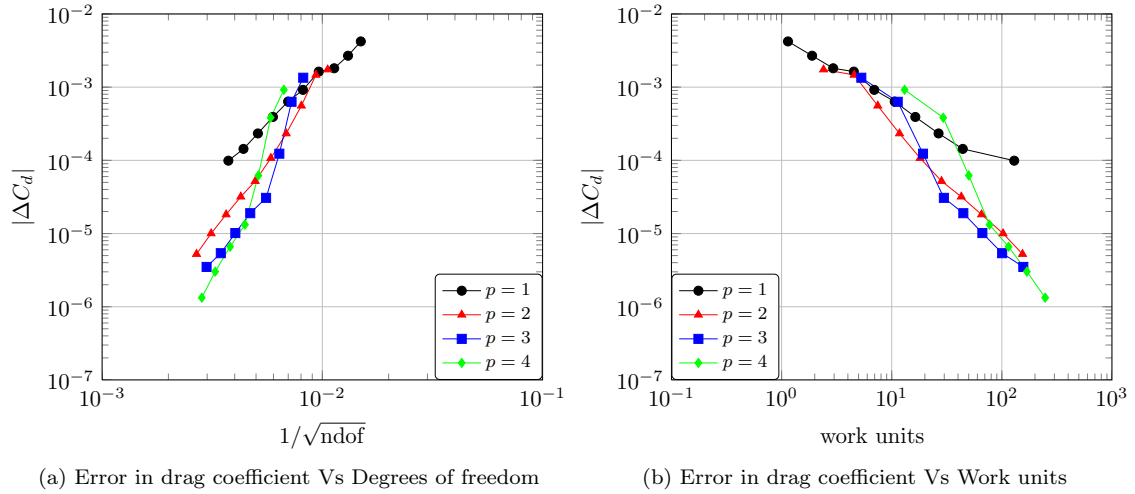 10^{-2}
10^{-3}
10^{-4}
10^{-5}
10^{-6}
10^{-7}
|ΔC_d|
p = 1
p = 2
p = 3
p = 4
10^{-3}
10^{-2}
10^{-1}
1/√ndof
(a) Error in drag coefficient Vs Degrees of freedom
10^{-2}
10^{-3}
10^{-4}
10^{-5}
10^{-6}
10^{-7}
|ΔC_d|
p = 1
p = 2
p = 3
p = 4
10^{-1}
10^{0}
10^{1}
10^{2}
10^{3}
work units
(b) Error in drag coefficient Vs Work units